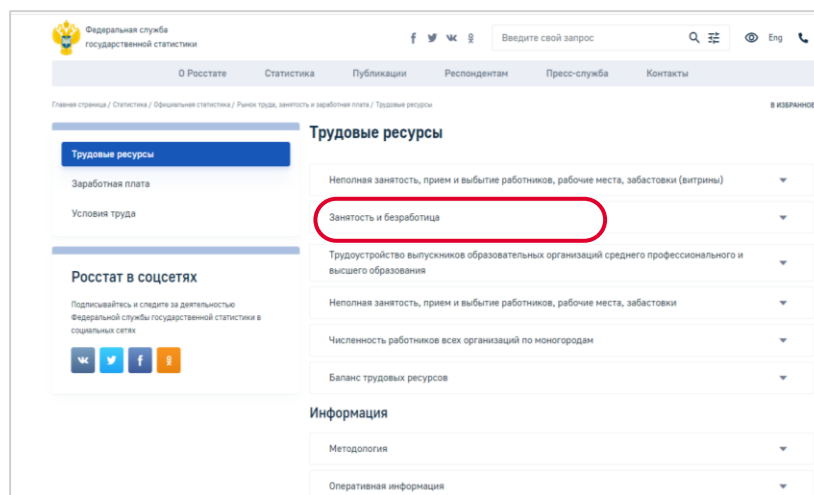 Федеральная служба
государственной статистики
Введите свой запрос
Eng
О Росстате Статистика Публикации Респондентам Пресс-служба Контакты
Главная страница / Статистика / Официальная статистика / Рынок труда, занятость и заработная плата / Трудовые ресурсы
В ИЗБРАННОЕ
Трудовые ресурсы
Заработная плата
Условия труда
Росстат в соцсетях
Подписывайтесь и следите за деятельностью
Федеральной службы государственной статистики в
социальных сетях
Трудовые ресурсы
Неполная занятость, прием и выбытие работников, рабочие места, забастовки (витрины)
Занятость и безработица
Трудоустройство выпускников образовательных организаций среднего профессионального и
высшего образования
Неполная занятость, прием и выбытие работников, рабочие места, забастовки
Численность работников всех организаций по моногородам
Баланс трудовых ресурсов
Информация
Методология
Оперативная информация